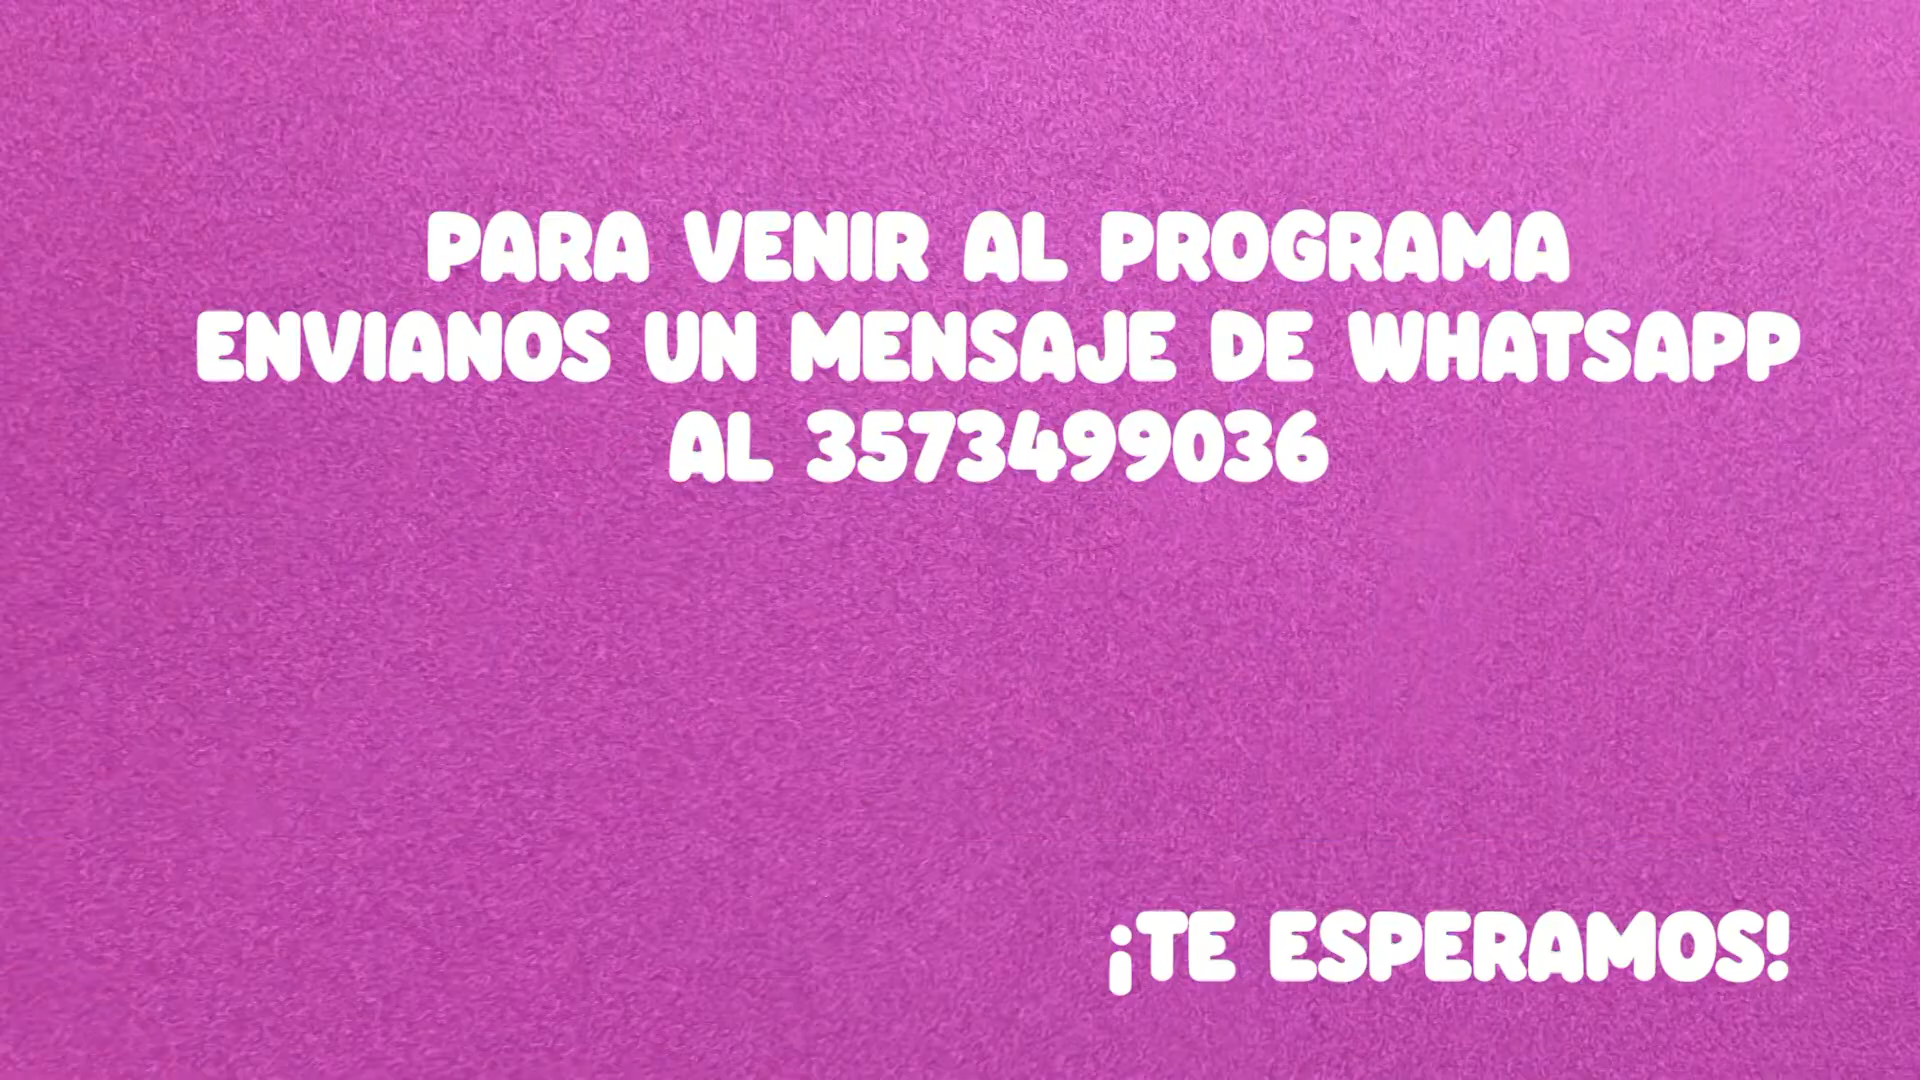 PARA VENIR AL PROGRAMA
ENVIANOS UN MENSAJE DE WHATSAPP
AL 3573499036
¡TE ESPERAMOS!